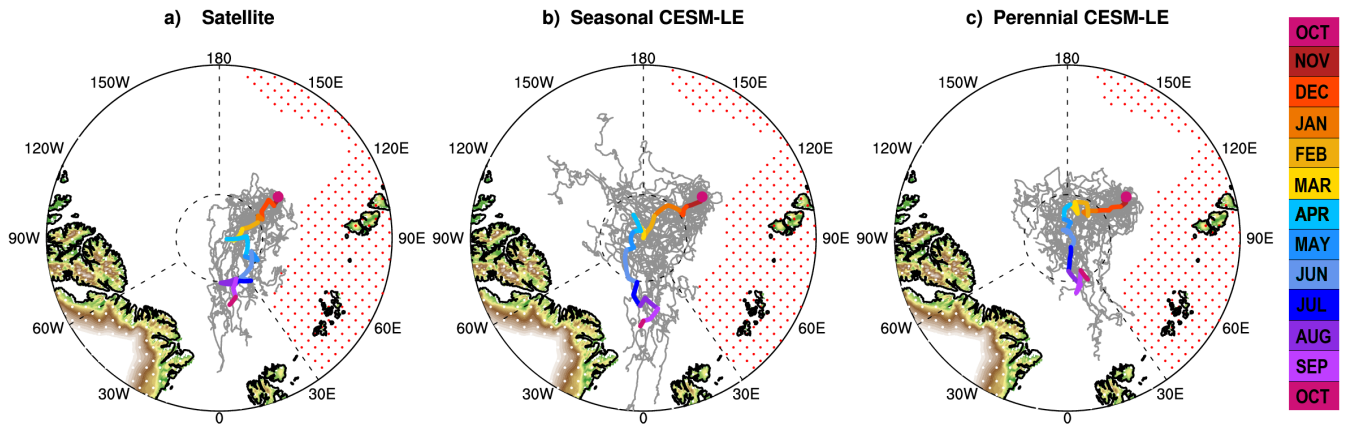 a) Satellite
b) Seasonal CESM-LE
c) Perennial CESM-LE
180
150W
150E
120W
120E
90W
90E
60W
60E
30W
30E
0
180
150W
150E
120W
120E
90W
90E
60W
60E
30W
30E
0
180
150W
150E
120W
120E
90W
90E
60W
60E
30W
30E
0
OCT
NOV
DEC
JAN
FEB
MAR
APR
MAY
JUN
JUL
AUG
SEP
OCT